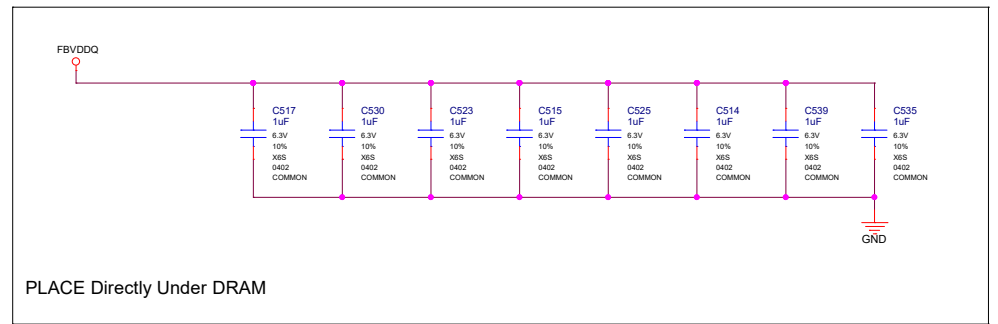 FBVDDQ
C517
1uF
6.3V
10%
X6S
0402
COMMON
C530
1uF
6.3V
10%
X6S
0402
COMMON
C523
1uF
6.3V
10%
X6S
0402
COMMON
C515
1uF
6.3V
10%
X6S
0402
COMMON
C525
1uF
6.3V
10%
X6S
0402
COMMON
C514
1uF
6.3V
10%
X6S
0402
COMMON
C539
1uF
6.3V
10%
X6S
0402
COMMON
C535
1uF
6.3V
10%
X6S
0402
COMMON
GND
PLACE Directly Under DRAM